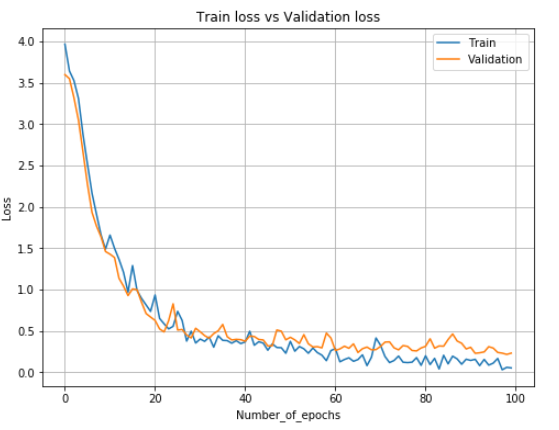 Train loss vs Validation loss
4.0
3.5
3.0
2.5
2.0
1.5
1.0
0.5
0.0
Loss
Train
Validation
0 20 40 60 80 100
Number_of_epochs